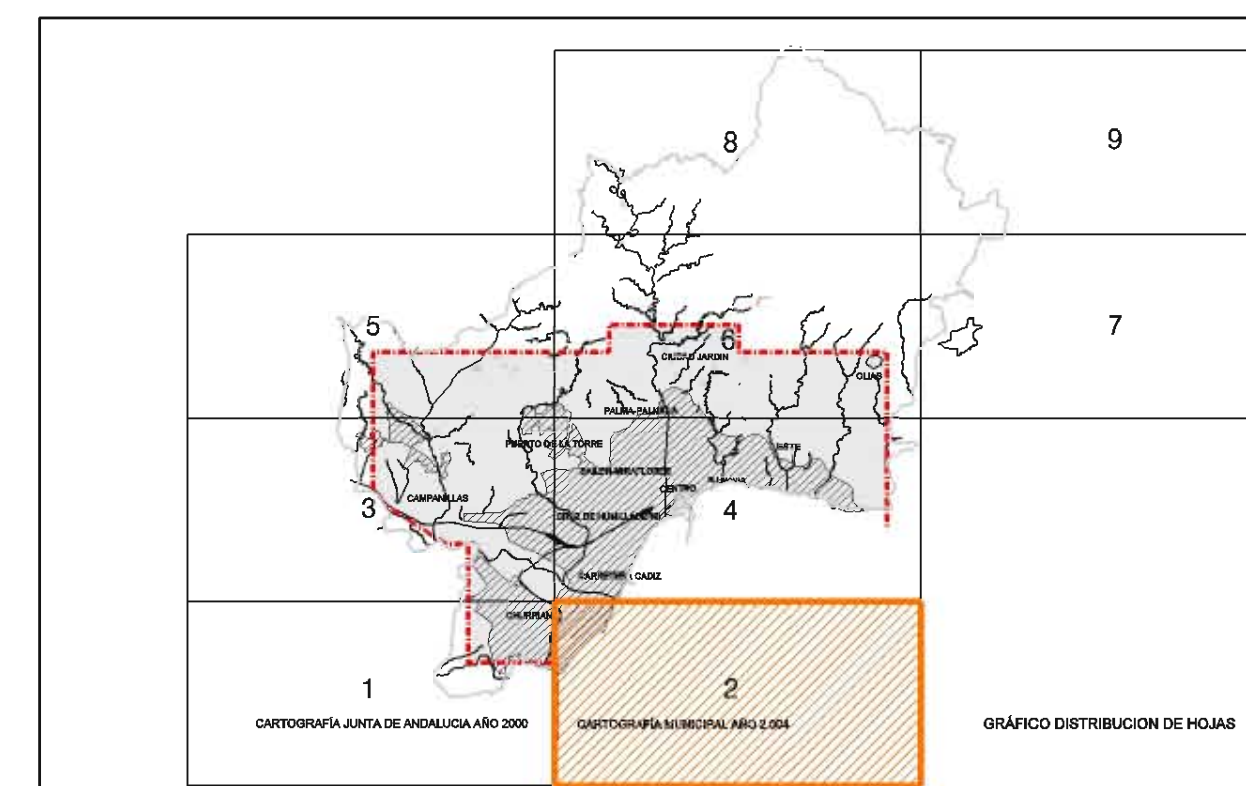 8
9
5
6
7
CIUDAD JARDIN
OLIAS
PALMA-PALMILLA
PUERTO DE LA TORRE
ESTE
BAILEN-MIRAFLORES
CENTRO
CAMPANILLAS
3
4
CRUZ DE HUMILLADERO
CARRETERA CADIZ
CHURRIANA
1
2
CARTOGRAFÍA JUNTA DE ANDALUCIA AÑO 2000
CARTOGRAFÍA MUNICIPAL AÑO 2.004
GRÁFICO DISTRIBUCION DE HOJAS